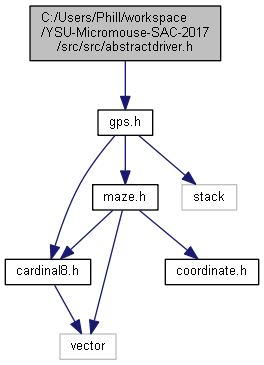 C:/Users/Phill/workspace
/YSU-Micromouse-SAC-2017
/src/src/abstractdriver.h
gps.h
maze.h
stack
cardinal8.h
coordinate.h
vector